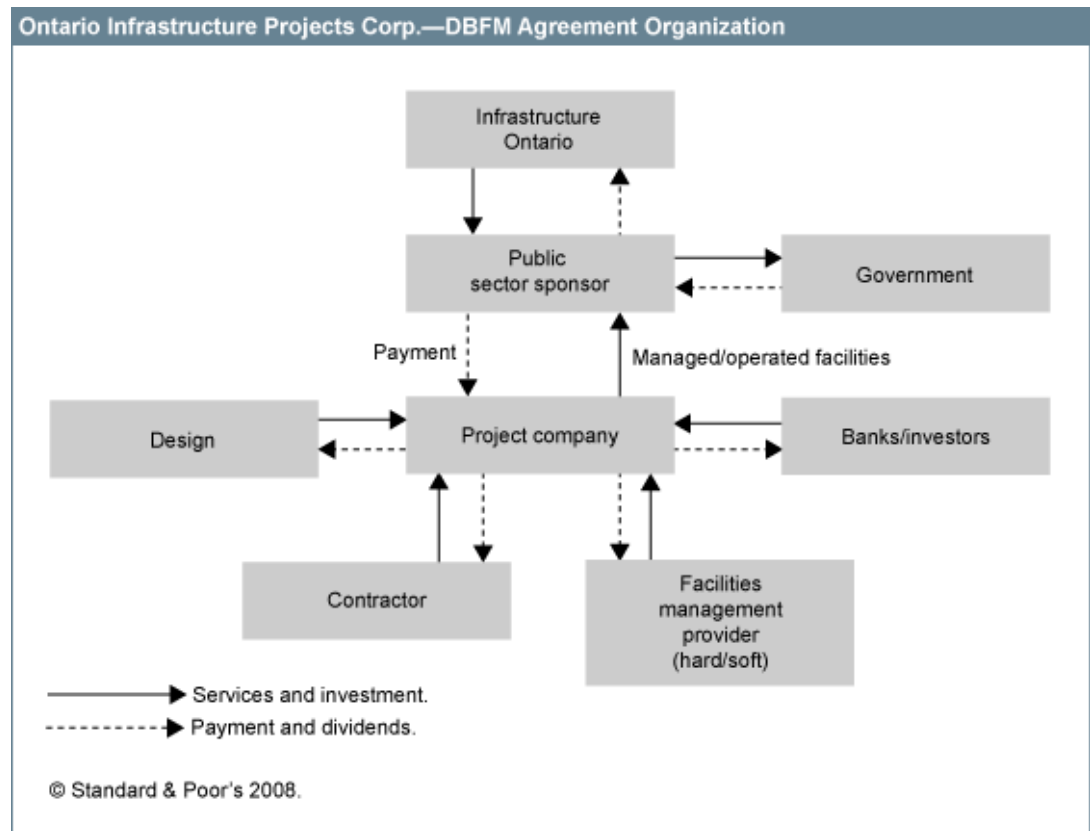 Ontario Infrastructure Projects Corp.—DBFM Agreement Organization
Infrastructure
Ontario
Public
sector sponsor
Government
Payment
Managed/operated facilities
Design
Project company
Banks/investors
Contractor
Facilities
management
provider
(hard/soft)
Services and investment.
Payment and dividends.
© Standard & Poor's 2008.